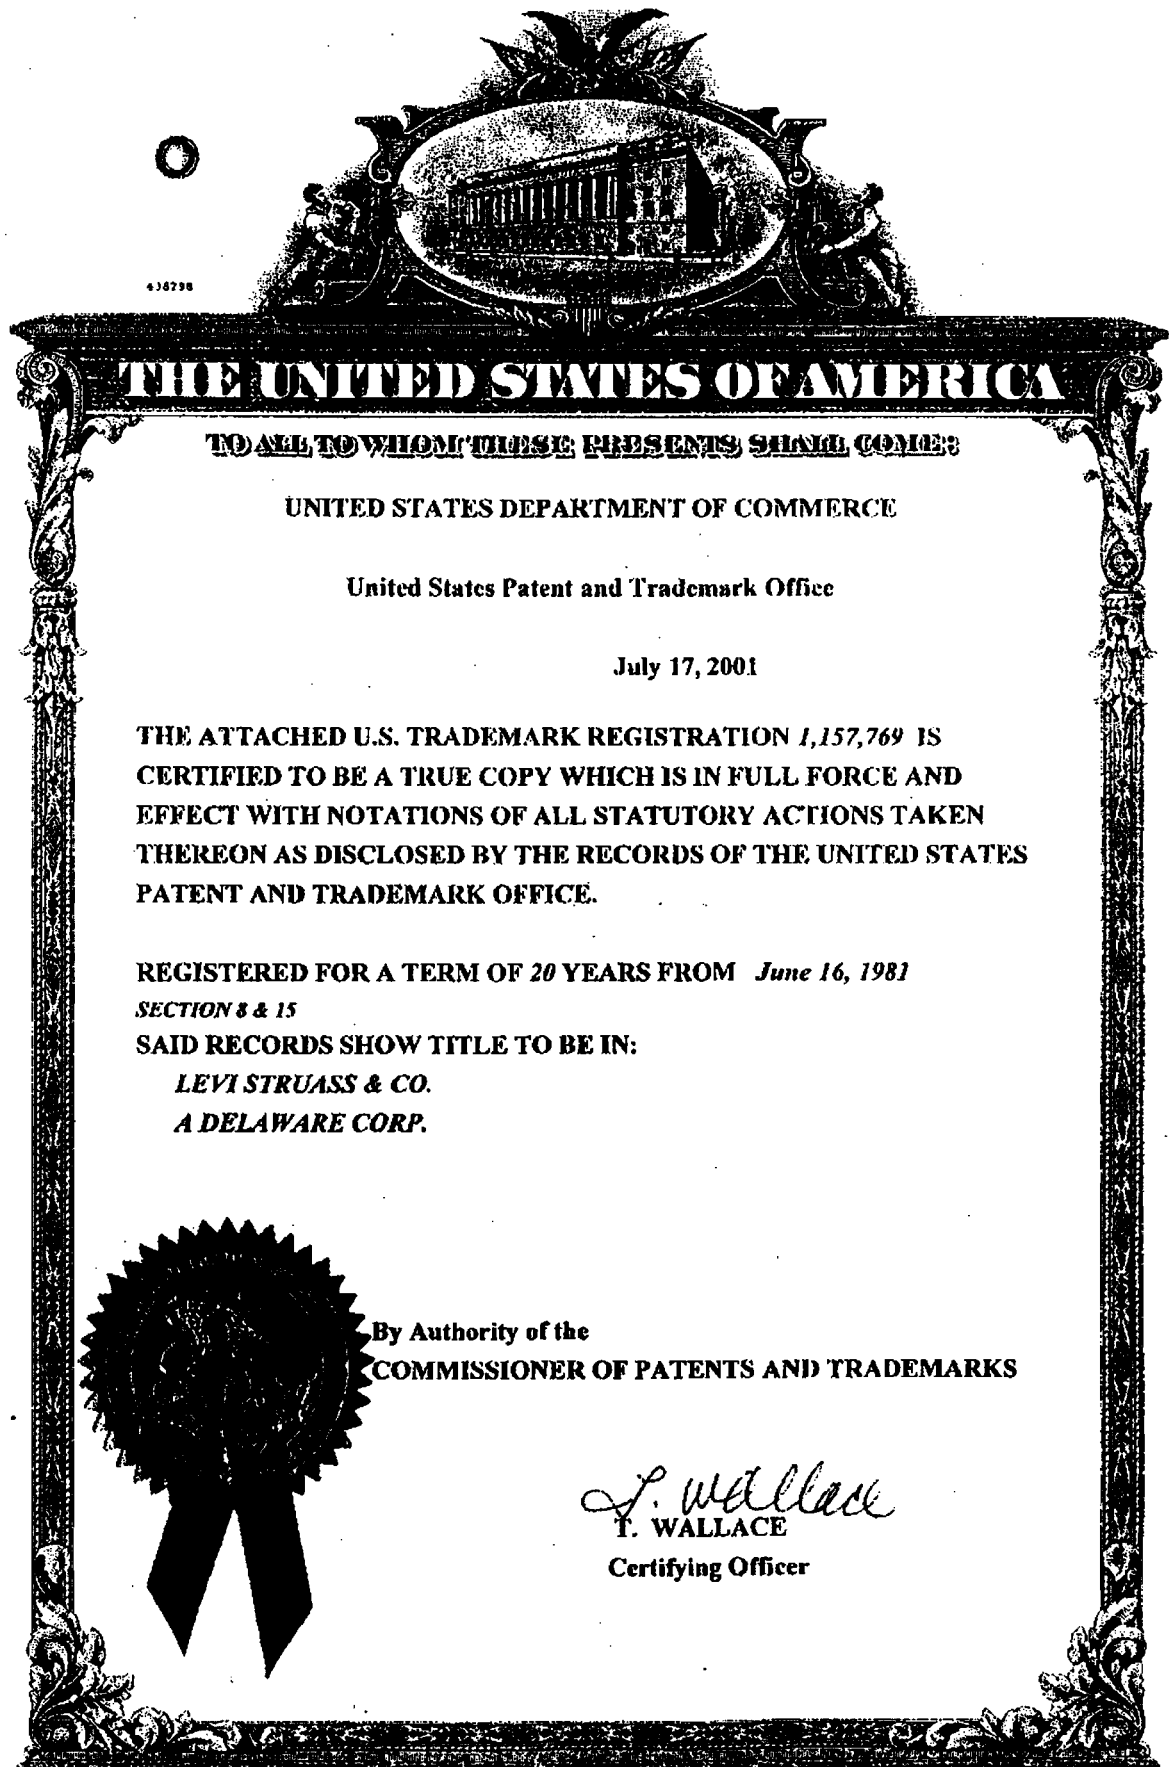 438798
THE UNITED STATES OF AMERICA
TO ALL TO WHOM THESE PRESENTS SHALL COME:
UNITED STATES DEPARTMENT OF COMMERCE
United States Patent and Trademark Office
July 17, 2001
THE ATTACHED U.S. TRADEMARK REGISTRATION 1,157,769 IS
CERTIFIED TO BE A TRUE COPY WHICH IS IN FULL FORCE AND
EFFECT WITH NOTATIONS OF ALL STATUTORY ACTIONS TAKEN
THEREON AS DISCLOSED BY THE RECORDS OF THE UNITED STATES
PATENT AND TRADEMARK OFFICE.
REGISTERED FOR A TERM OF 20 YEARS FROM June 16, 1981
SECTION 8 & 15
SAID RECORDS SHOW TITLE TO BE IN:
LEVI STRUASS & CO.
A DELAWARE CORP.
By Authority of the
COMMISSIONER OF PATENTS AND TRADEMARKS
T. Wallace
T. WALLACE
Certifying Officer